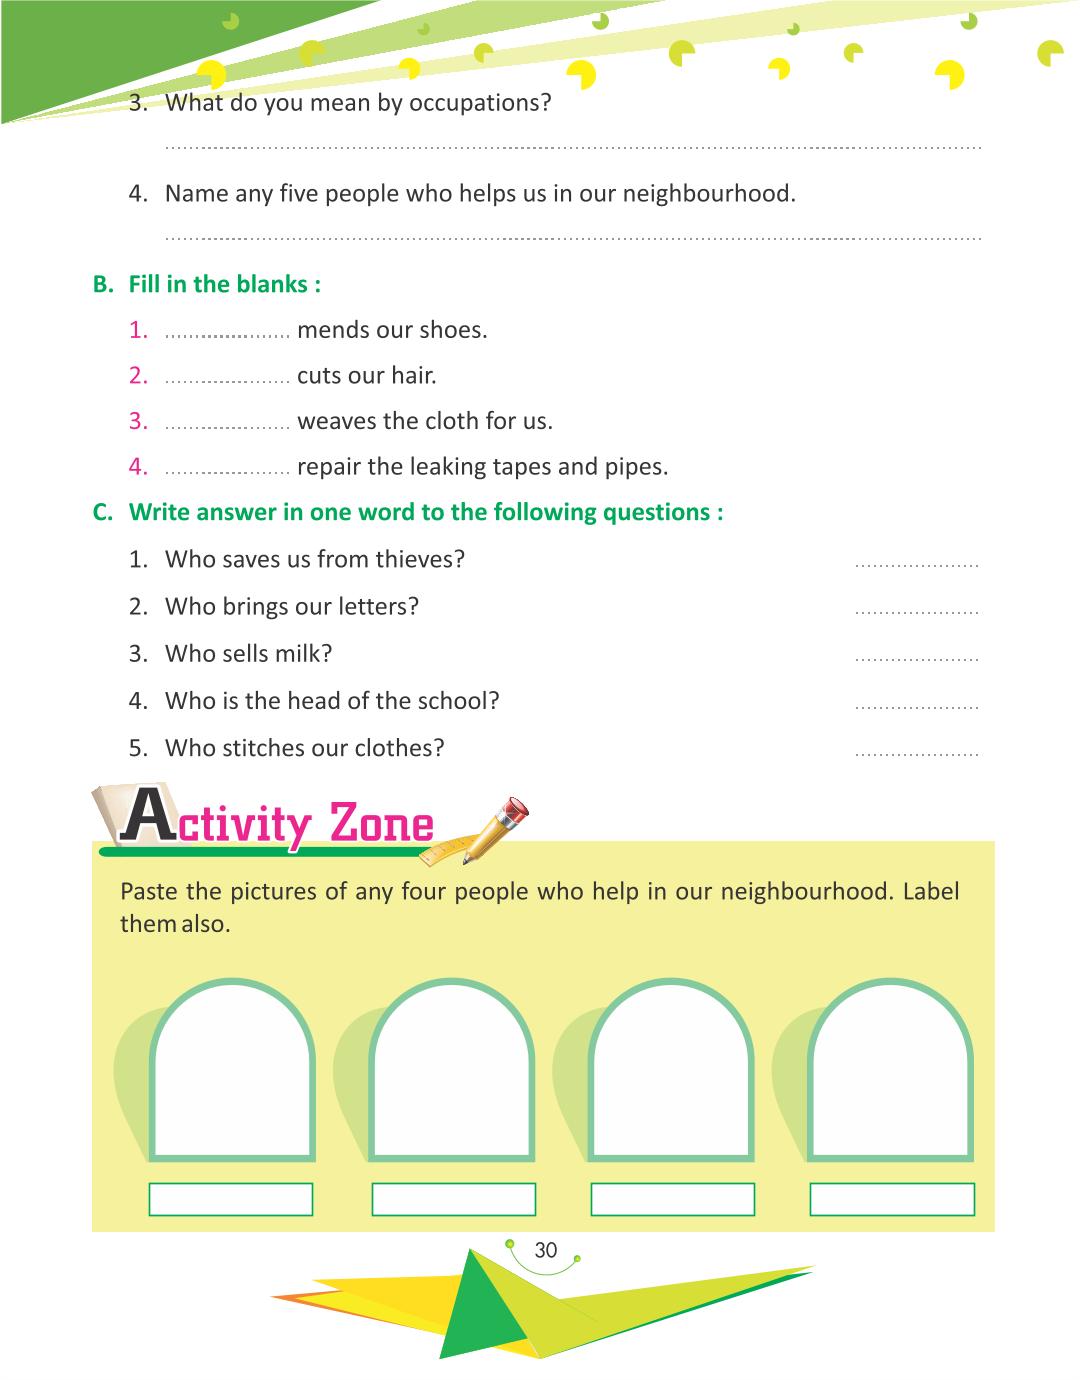 3. What do you mean by occupations?
4. Name any five people who helps us in our neighbourhood.
B. Fill in the blanks :
1. ..................... mends our shoes.
2. ..................... cuts our hair.
3. ..................... weaves the cloth for us.
4. ..................... repair the leaking tapes and pipes.
C. Write answer in one word to the following questions :
1. Who saves us from thieves? .....................
2. Who brings our letters? .....................
3. Who sells milk? .....................
4. Who is the head of the school? .....................
5. Who stitches our clothes? .....................
Activity Zone
Paste the pictures of any four people who help in our neighbourhood. Label
them also.
30